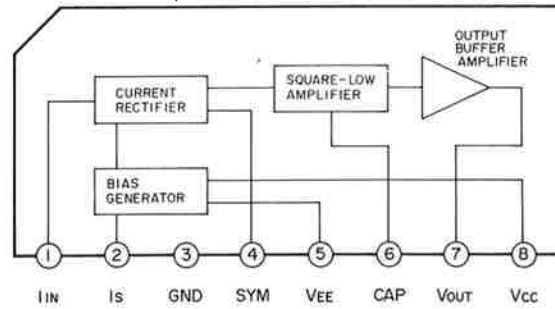 OUTPUT
BUFFER
AMPLIFIER
CURRENT
RECTIFIER
SQUARE-LOW
AMPLIFIER
BIAS
GENERATOR
1 2 3 4 5 6 7 8
IIN IS GND SYM VEE CAP VOUT VCC